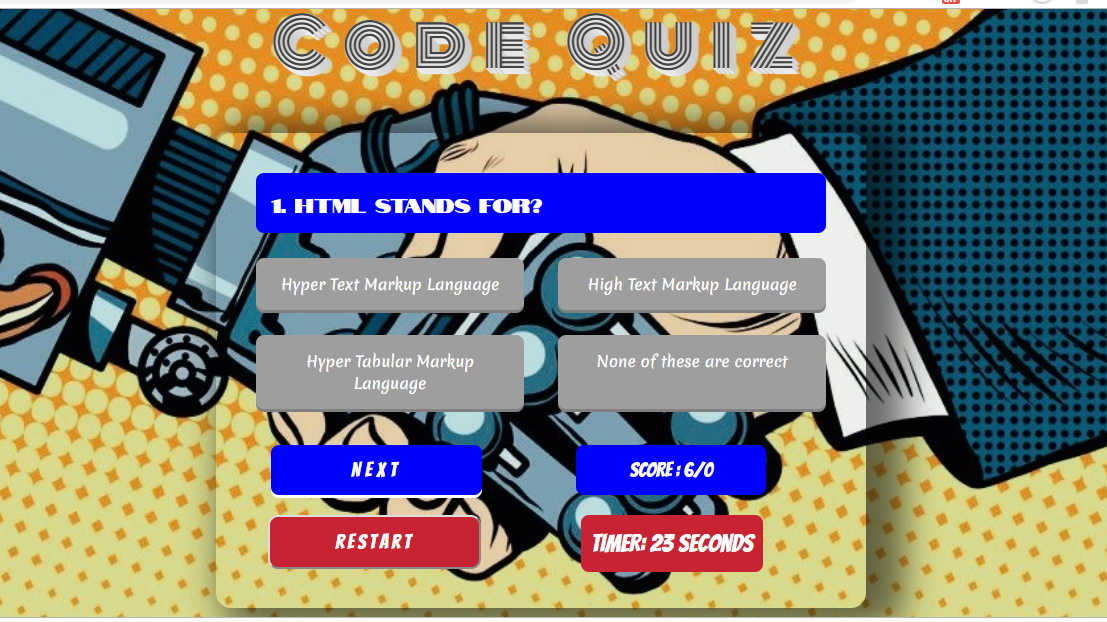 Code Quiz
1. HTML STANDS FOR?
Hyper Text Markup Language
High Text Markup Language
Hyper Tabular Markup
Language
None of these are correct
NEXT
SCORE : 6/0
RESTART
TIMER: 23 SECONDS